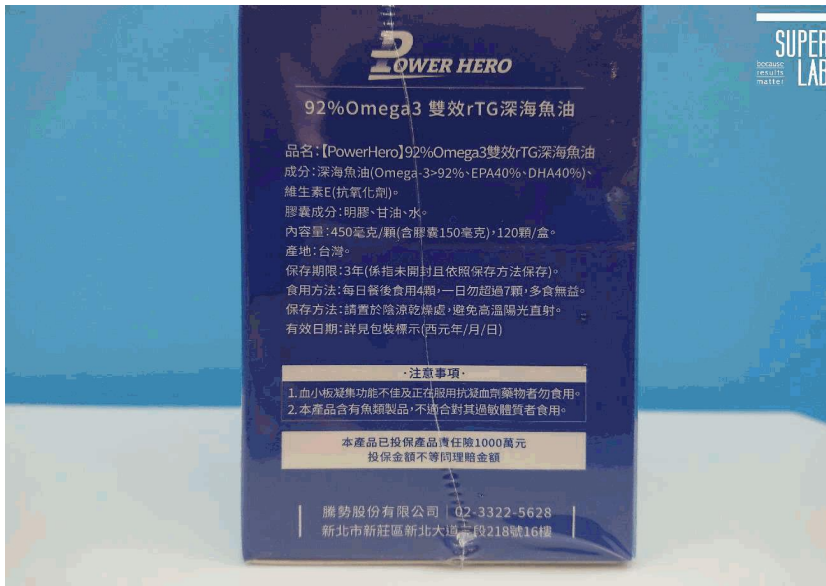 SUPER
LAB
because
results
matter
POWER HERO
92%Omega3 雙效rTG深海魚油
品名:【PowerHero】92%Omega3雙效rTG深海魚油
成分:深海魚油(Omega-3>92%、EPA40%、DHA40%)、
維生素E(抗氧化劑)。
膠囊成分:明膠、甘油、水。
內容量:450毫克/顆(含膠囊150毫克),120顆/盒。
產地:台灣。
保存期限:3年(係指未開封且依照保存方法保存)。
食用方法:每日餐後食用4顆,一日勿超過7顆,多食無益。
保存方法:請置於陰涼乾燥處,避免高溫陽光直射。
有效日期:詳見包裝標示(西元年/月/日)
·注意事項·
1.血小板凝集功能不佳及正在服用抗凝血劑藥物者勿食用。
2.本產品含有魚類製品,不適合對其過敏體質者食用。
本產品已投保產品責任險1000萬元
投保金額不等同理賠金額
騰勢股份有限公司 02-3322-5628
新北市新莊區新北大道段218號16樓